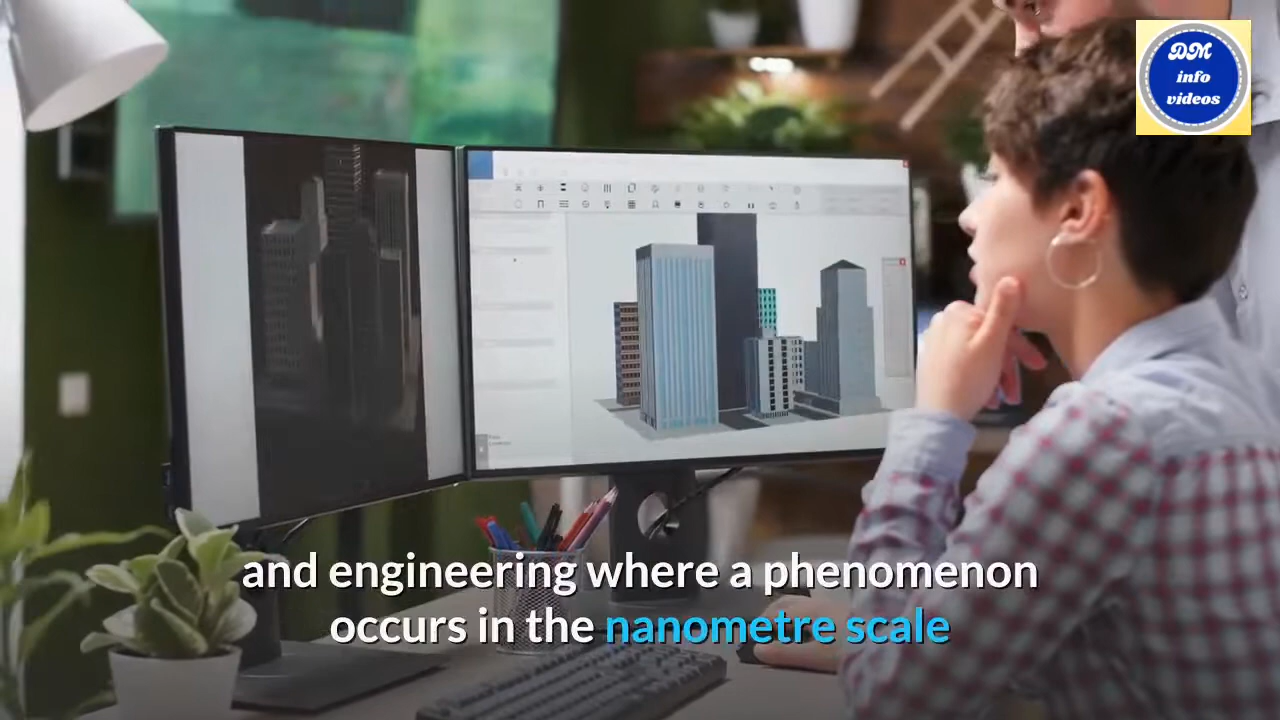 DM
info
videos
and engineering where a phenomenon
occurs in the nanometre scale